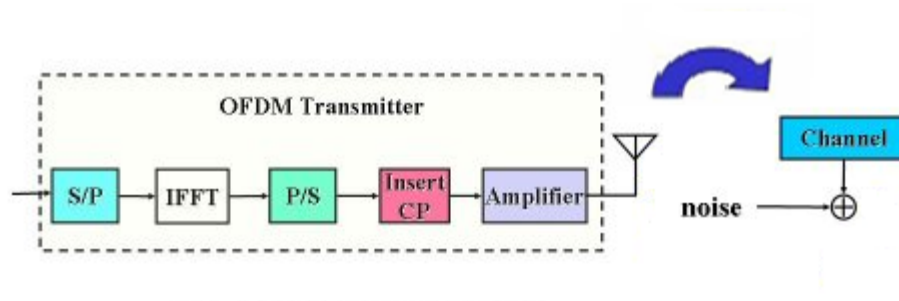 OFDM Transmitter
S/P
IFFT
P/S
Insert
CP
Amplifier
Channel
noise